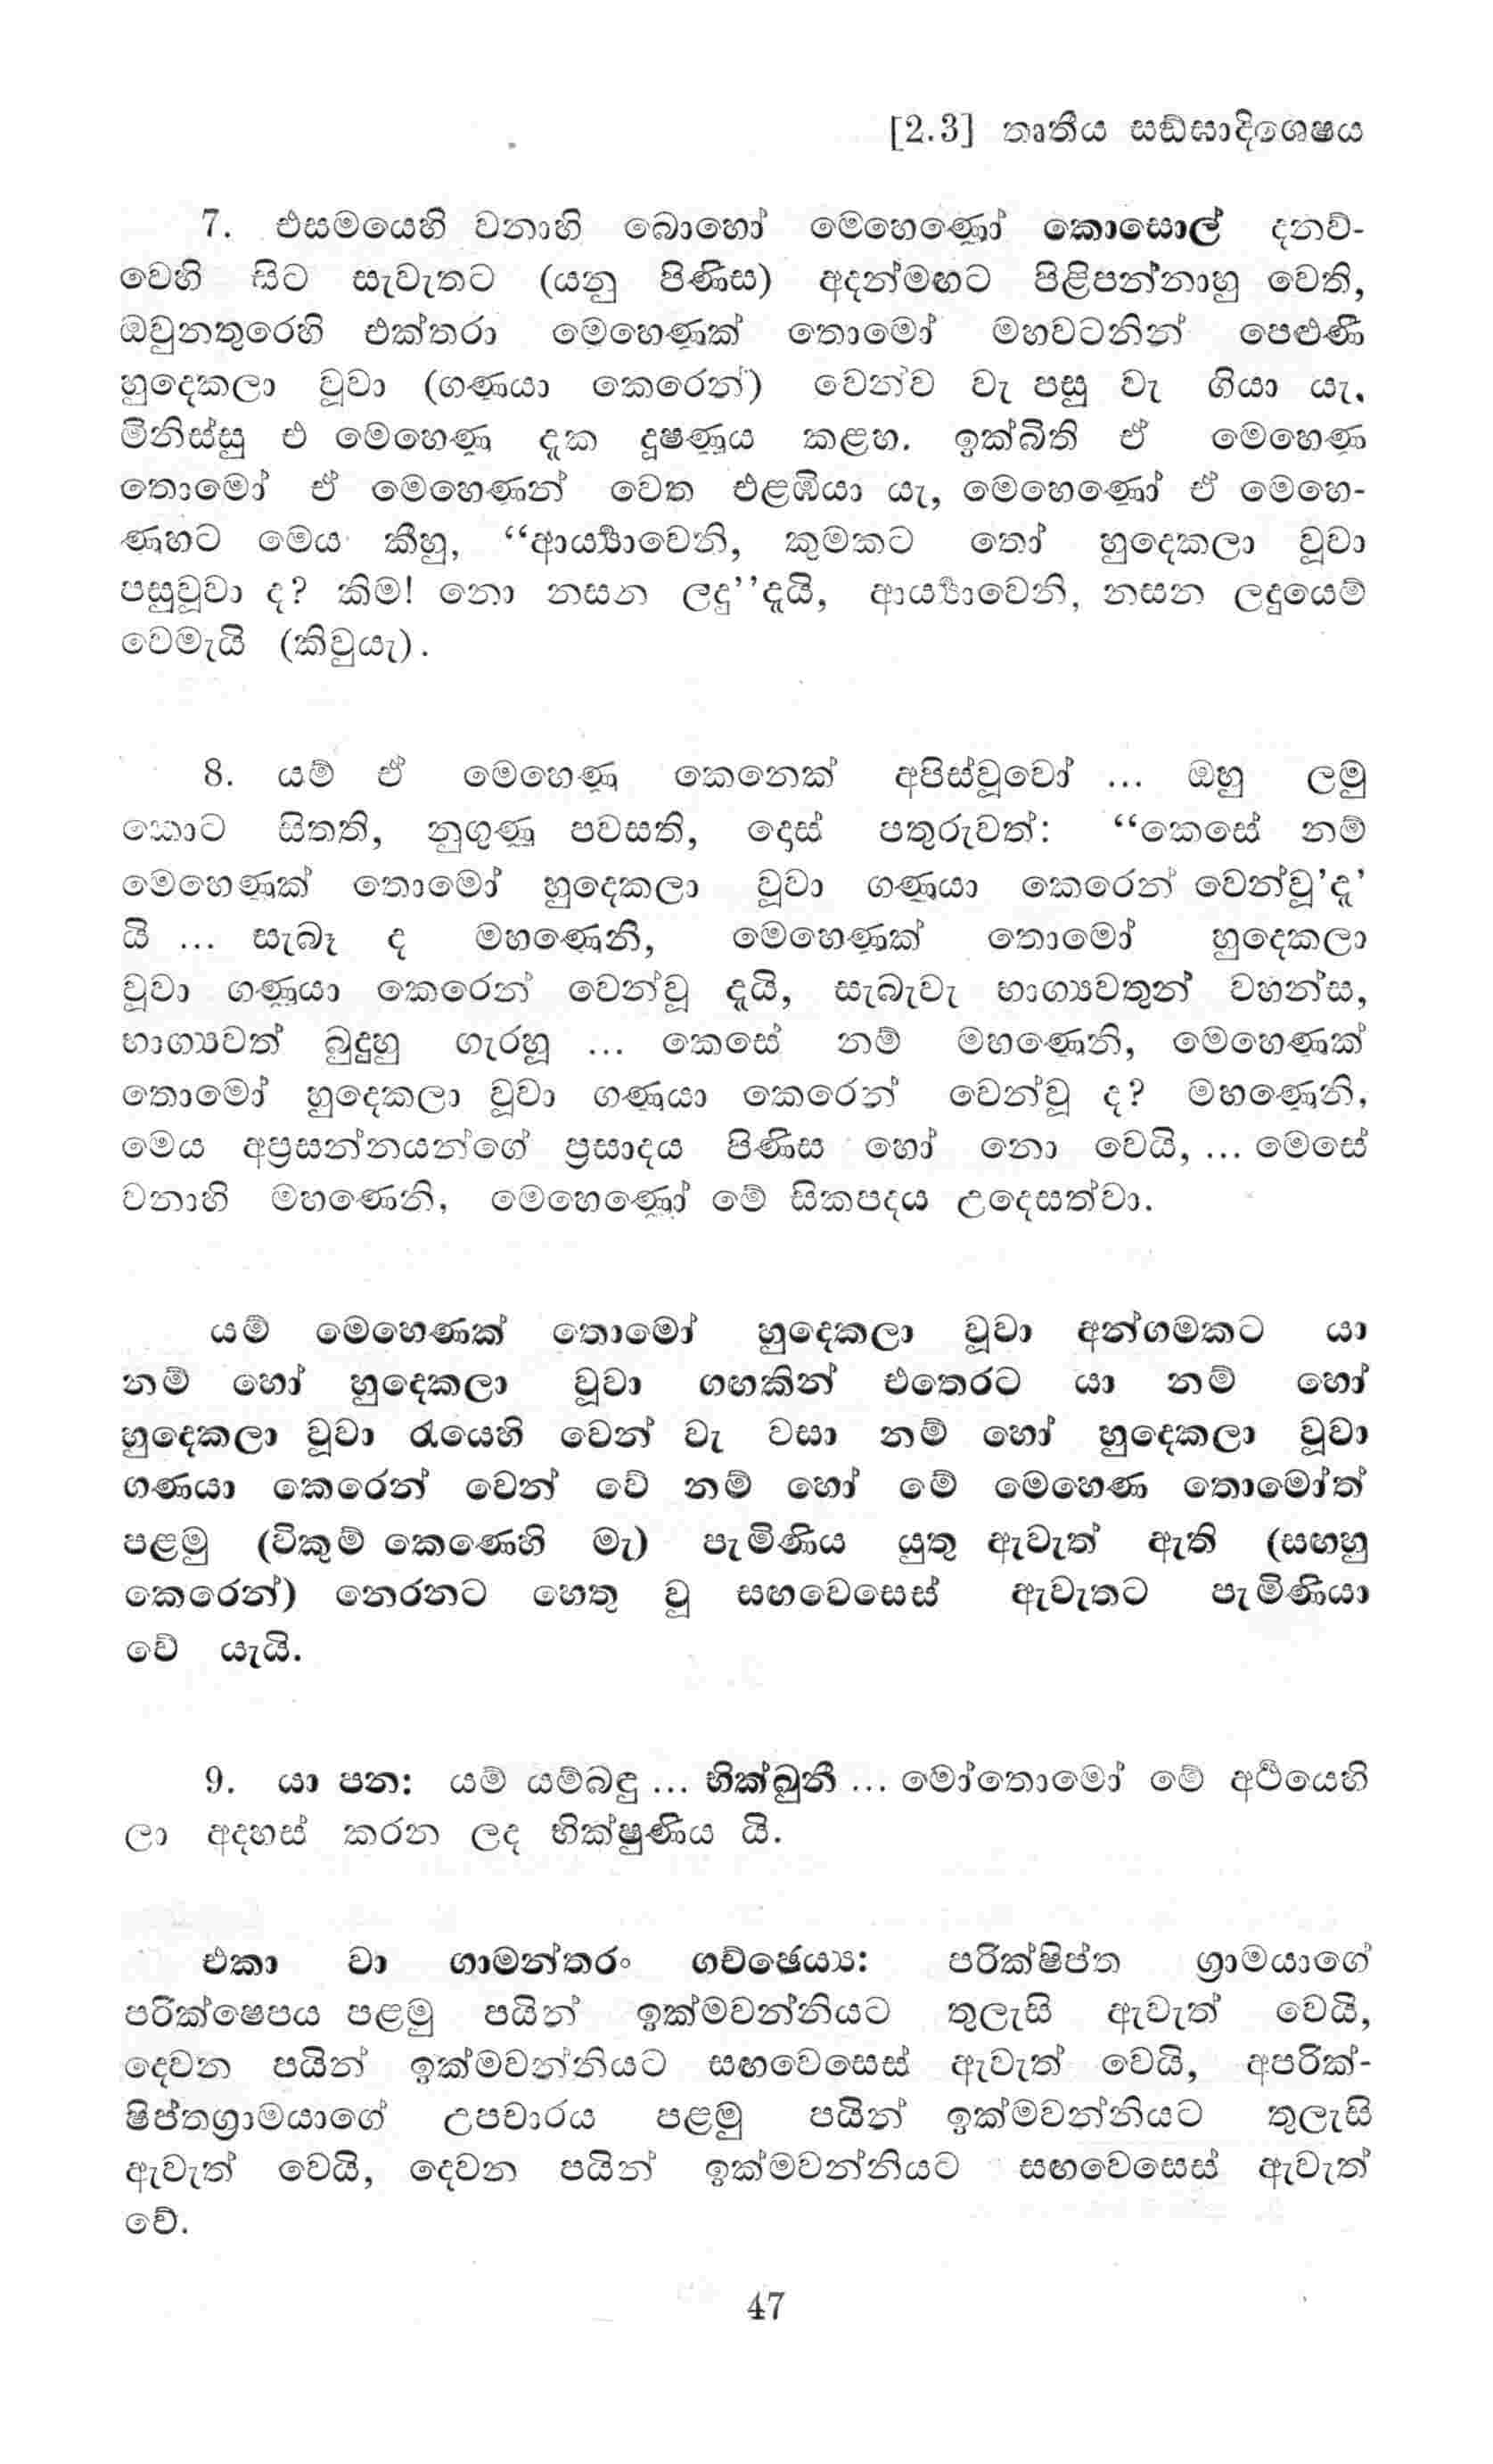 [2.3] තෘතීය සඞ්ඝාදිශෙෂය
7. එසමයෙහි වනාහි බොහෝ මෙහෙණෝ කොසොල් දනව්-
වෙහි සිට සැවැතට (යනු පිණිස) අදන්මඟට පිළිපන්නාහු වෙති,
ඔවුනතුරෙහි එක්තරා මෙහෙණක් තොමෝ මහවටනින් පෙළුණී
හුදෙකලා වූවා (ගණයා කෙරෙන්) වෙන්ව වැ පසු වැ ගියා යැ.
මිනිස්සු එ මෙහෙණු දැක දූෂණය කළහ. ඉක්බිති ඒ මෙහෙණ
තොමෝ ඒ මෙහෙණන් වෙත එළඹියා යැ, මෙහෙණෝ ඒ මෙහෙ-
ණහට මෙය කීහු, “ආර්‍ය්‍යාවෙනි, කුමකට තෝ හුදෙකලා වූවා
පසුවූවා ද? කිම! නො නසන ලදු’’දැයි, ආර්‍ය්‍යාවෙනි, නසන ලදුයෙම්
වෙමැයි (කිවුයැ).
8. යම් ඒ මෙහෙණු කෙනෙක් අපිස්වූවෝ ... ඔහු ලමු
කොට සිතති, නුගුණු පවසති, දොස් පතුරුවත්: “කෙසේ නම්
මෙහෙණක් තොමෝ හුදෙකලා වූවා ගණයා කෙරෙන් වෙන්වූ’දැ’
යි ... සැබෑ ද මහණෙනි, මෙහෙණක් තොමෝ හුදෙකලා
වූවා ගණයා කෙරෙන් වෙන්වූ දැයි, සැබැවැ භාග්‍යවතුන් වහන්ස,
භාග්‍යවත් බුදුහු ගැරහූ ... කෙසේ නම් මහණෙනි, මෙහෙණක්
තොමෝ හුදෙකලා වූවා ගණයා කෙරෙන් වෙන්වූ ද? මහණෙනි,
මෙය අප්‍රසන්නයන්ගේ ප්‍රසාදය පිණිස හෝ නො වෙයි, ... මෙසේ
වනාහි මහණෙනි, මෙහෙණෝ මේ සිකපදය උදෙසත්වා.
යම් මෙහෙණක් තොමෝ හුදෙකලා වූවා අන්ගමකට යා
නම් හෝ හුදෙකලා වූවා ගඟකින් එතෙරට යා නම් හෝ
හුදෙකලා වූවා රැයෙහි වෙන් වැ වසා නම් හෝ හුදෙකලා වූවා
ගණයා කෙරෙන් වෙන් වේ නම් හෝ මේ මෙහෙණ තොමෝත්
පළමු (විකුම් කෙණෙහි මැ) පැමිණිය යුතු ඇවැත් ඇති (සඟහු
කෙරෙන්) නෙරනට හෙතු වූ සඟවෙසෙස් ඇවැතට පැමිණියා
වේ යැයි.
9. යා පන: යම් යම්බඳු ... භික්ඛුනී ... මෝතොමෝ මේ අර්‍ථයෙහි
ලා අදහස් කරන ලද භික්ෂුණිය යි.
එකා වා ගාමන්තරං ගච්ඡෙය්‍ය: පරික්ෂිප්ත ග්‍රාමයාගේ
පරික්ෂෙපය පළමු පයින් ඉක්මවන්නියට තුලැසි ඇවැත් වෙයි,
දෙවන පයින් ඉක්මවන්නියට සඟවෙසෙස් ඇවැත් වෙයි, අපරික්-
ෂිප්තග්‍රාමයාගේ උපචාරය පළමු පයින් ඉක්මවන්නියට තුලැසි
ඇවැත් වෙයි, දෙවන පයින් ඉක්මවන්නියට සඟවෙසෙස් ඇවැත්
වේ.
47